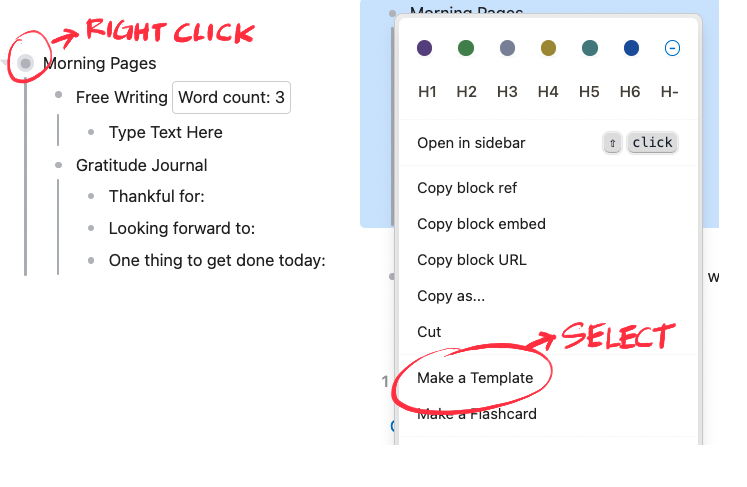 RIGHT CLICK
Morning Pages
Free Writing Word count: 3
Type Text Here
Gratitude Journal
Thankful for:
Looking forward to:
One thing to get done today:
Morning Pages
H1 H2 H3 H4 H5 H6 H-
Open in sidebar ⇧ click
Copy block ref
Copy block embed
Copy block URL
Copy as...
w
Cut
SELECT
1
Make a Template
Make a Flashcard